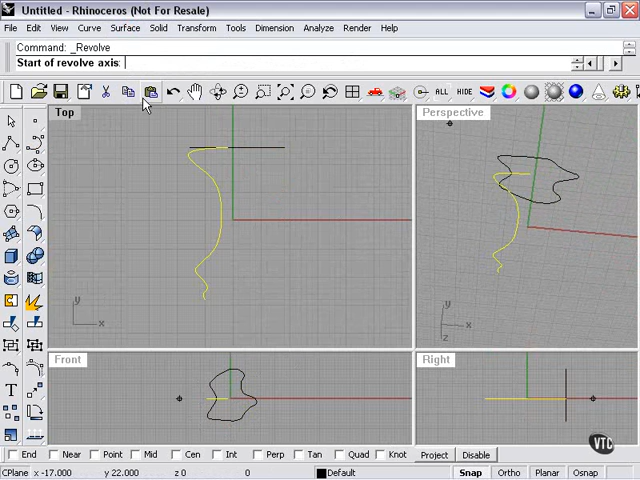 Untitled - Rhinoceros (Not For Resale)
File Edit View Curve Surface Solid Transform Tools Dimension Analyze Render Help
Command: _Revolve
Start of revolve axis:
ALL HIDE
Top
Perspective
y
x
y
x
z
T
Front
Right
VTC
End Near Point Mid Cen Int Perp Tan Quad Knot Project Disable
CPlane x -17.000 y 22.000 z 0 0 Default Snap Ortho Planar Osnap